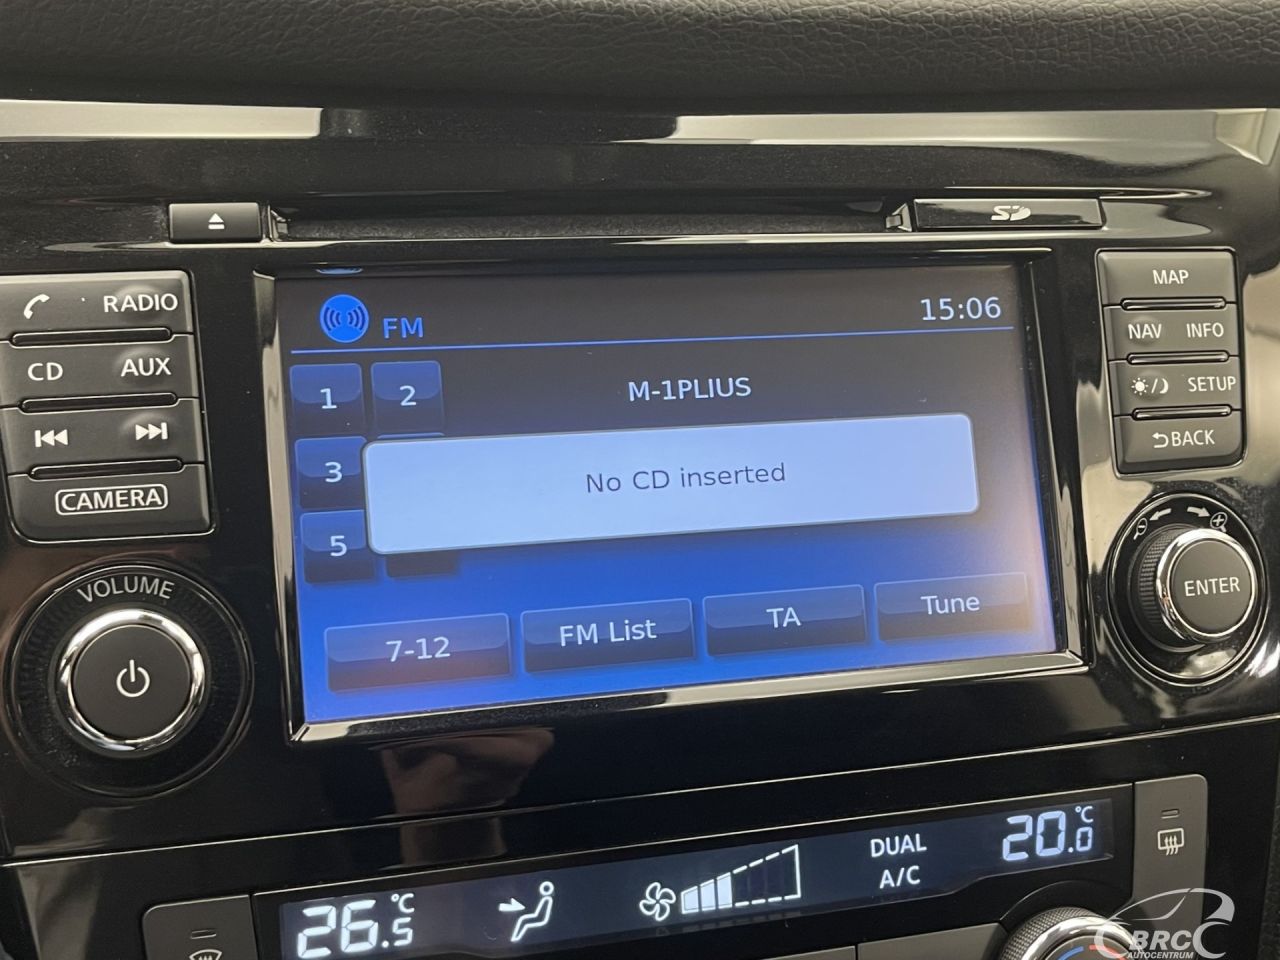 SD
RADIO
CD AUX
CAMERA
VOLUME
FM 15:06
1 2 M-1PLIUS
3
5
No CD inserted
7-12 FM List TA Tune
MAP
NAV INFO
SETUP
BACK
ENTER
26.5 °C
DUAL
A/C
20.0 °C
BRC
AUTOCENTRUM